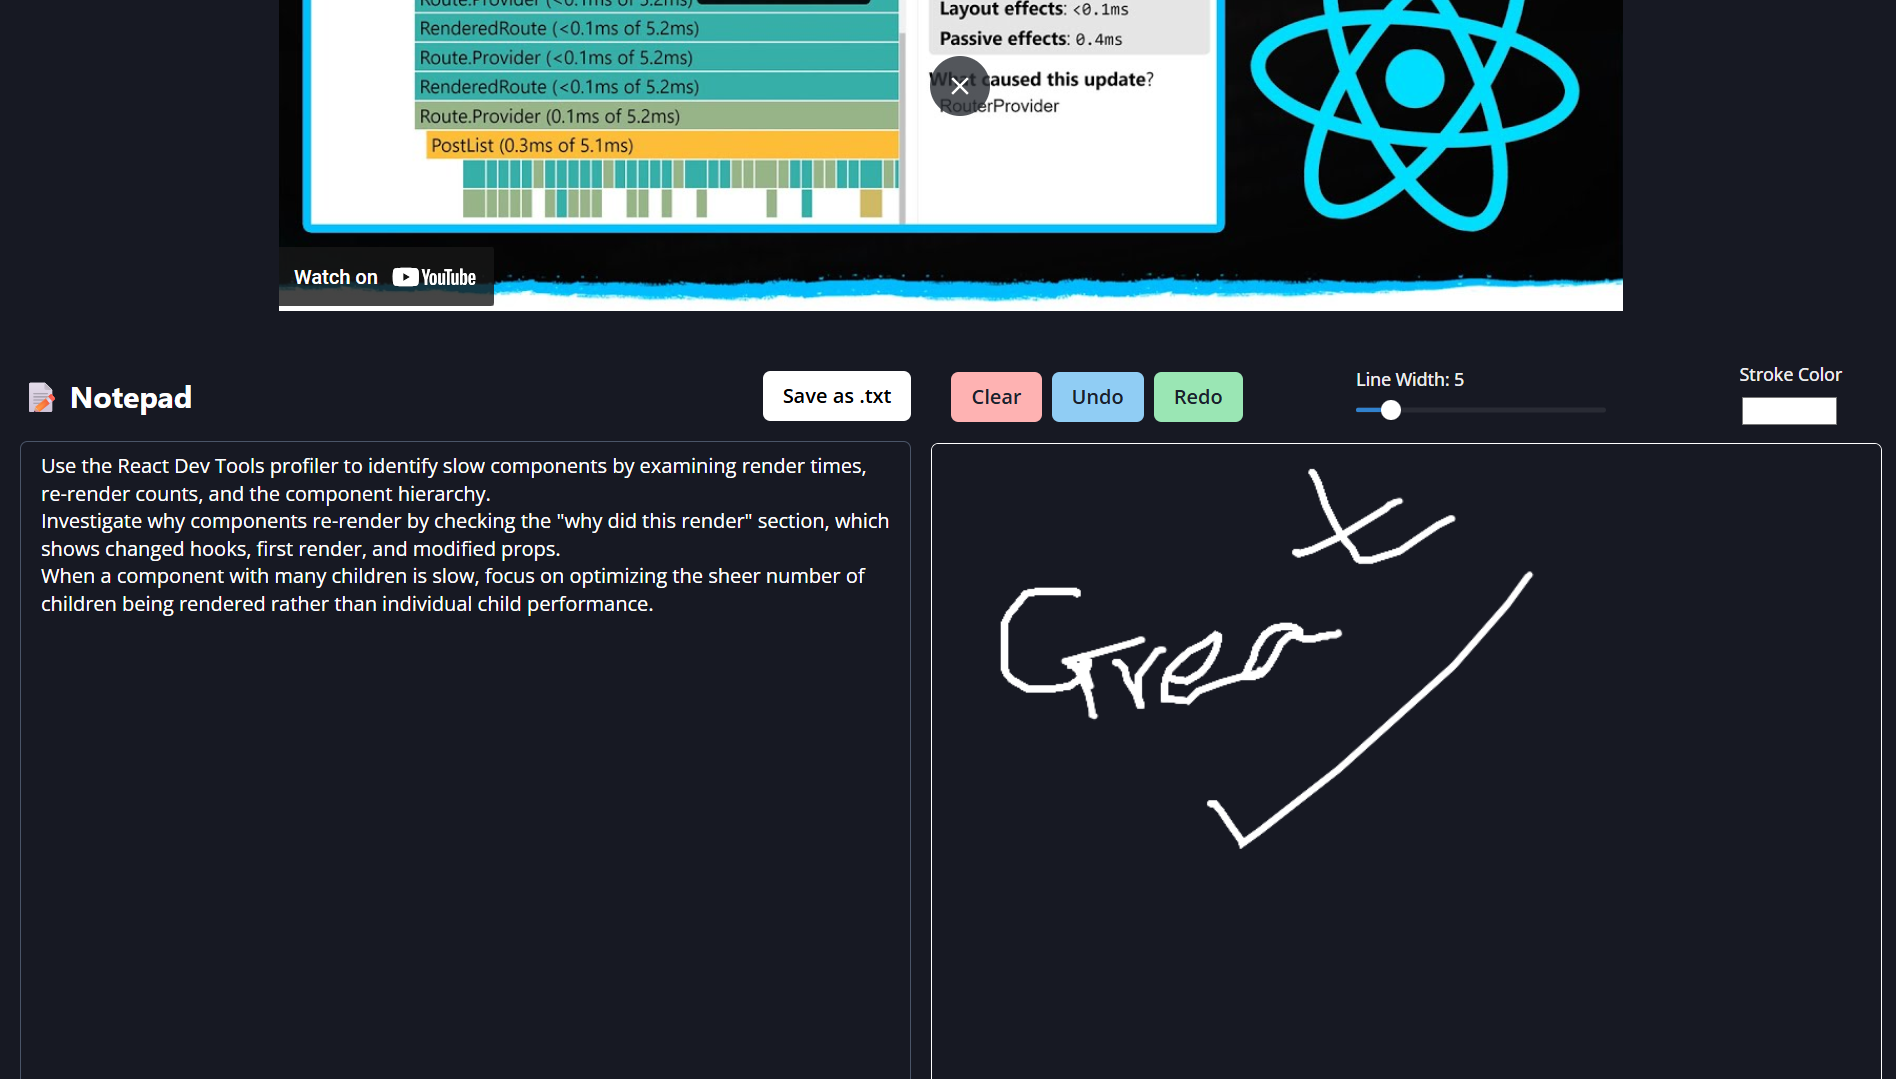 Route.Provider (<0.1ms of 5.2ms)
RenderedRoute (<0.1ms of 5.2ms)
Route.Provider (<0.1ms of 5.2ms)
RenderedRoute (<0.1ms of 5.2ms)
Route.Provider (0.1ms of 5.2ms)
PostList (0.3ms of 5.1ms)
Layout effects: <0.1ms
Passive effects: 0.4ms
What caused this update?
RouterProvider
Watch on YouTube
Notepad
Save as .txt
Use the React Dev Tools profiler to identify slow components by examining render times,
re-render counts, and the component hierarchy.
Investigate why components re-render by checking the "why did this render" section, which
shows changed hooks, first render, and modified props.
When a component with many children is slow, focus on optimizing the sheer number of
children being rendered rather than individual child performance.
Clear
Undo
Redo
Line Width: 5
Stroke Color
Grea